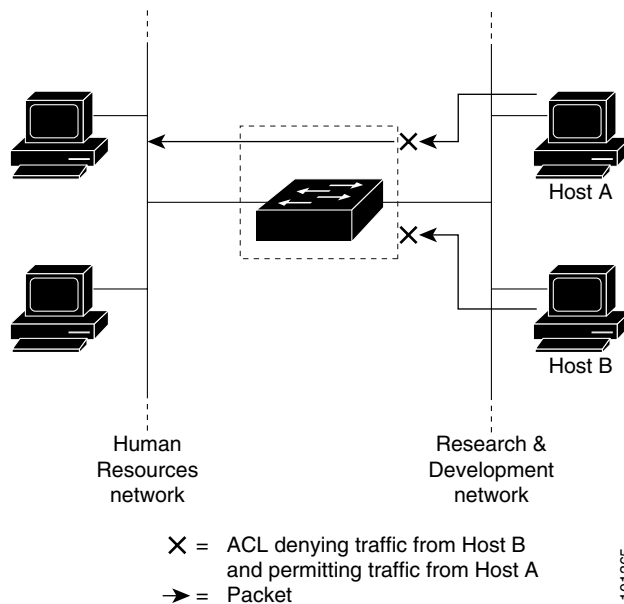 Host A
Host B
Human
Resources
network
Research &
Development
network
X = ACL denying traffic from Host B
and permitting traffic from Host A
→ = Packet